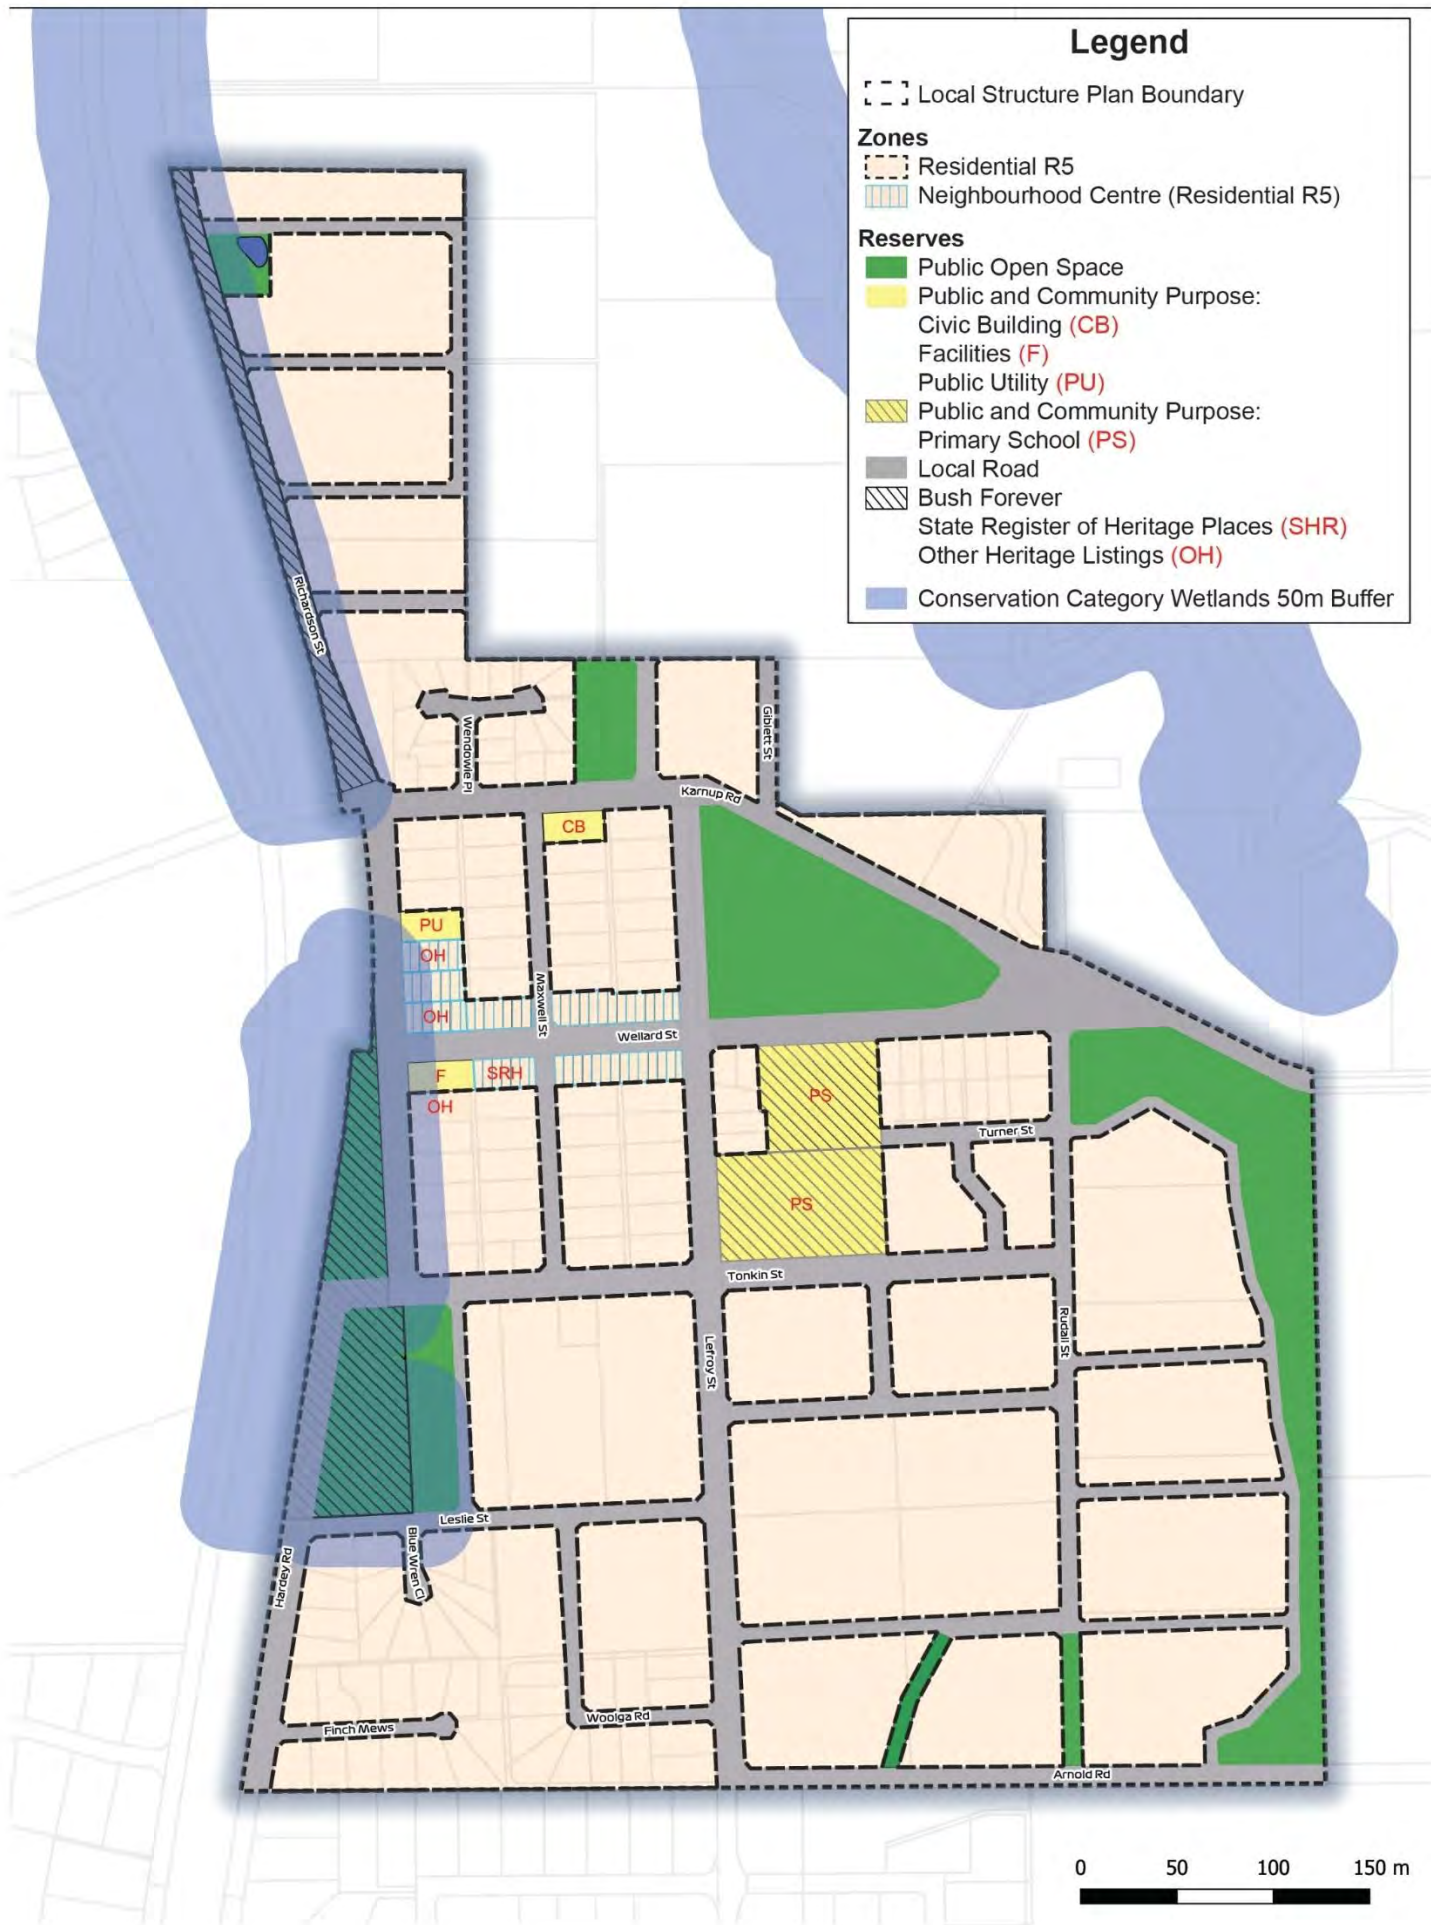 Legend
Local Structure Plan Boundary
Zones
Residential R5
Neighbourhood Centre (Residential R5)
Reserves
Public Open Space
Public and Community Purpose:
Civic Building (CB)
Facilities (F)
Public Utility (PU)
Public and Community Purpose:
Primary School (PS)
Local Road
Bush Forever
State Register of Heritage Places (SHR)
Other Heritage Listings (OH)
Conservation Category Wetlands 50m Buffer
Richardson St
Wendowie Pl
Giblett St
Karnup Rd
CB
PU
OH
Maxwell St
OH
Wellard St
F
SRH
OH
PS
Turner St
PS
Tonkin St
Lefroy St
Rudall St
Leslie St
Blue Wren Cl
Hardey Rd
Finch Mews
Woolga Rd
Arnold Rd
0 50 100 150 m